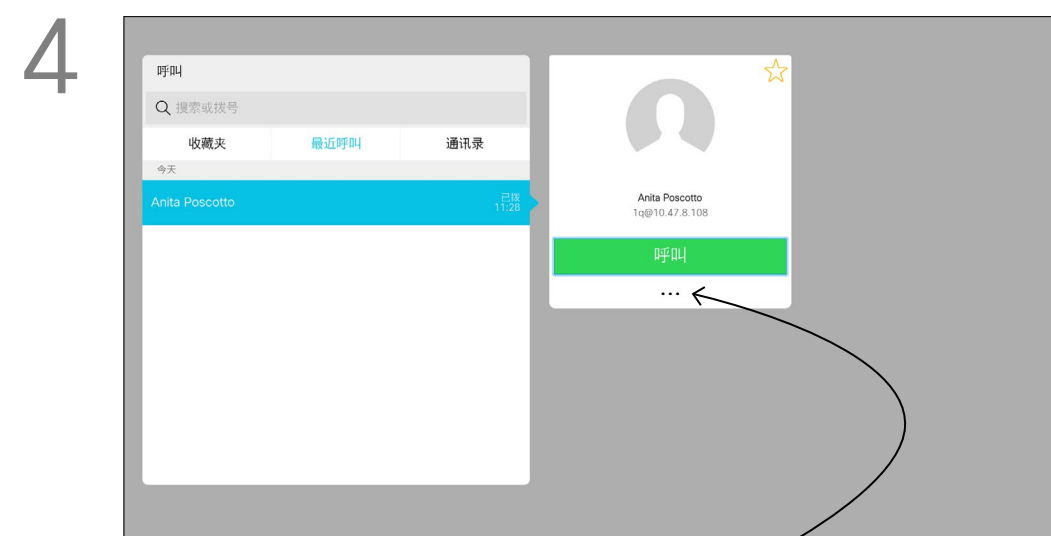 4
呼叫
搜索或拨号
收藏夹 最近呼叫 通讯录
今天
Anita Poscotto
已拨
11:28
Anita Poscotto
1q@10.47.8.108
呼叫
...